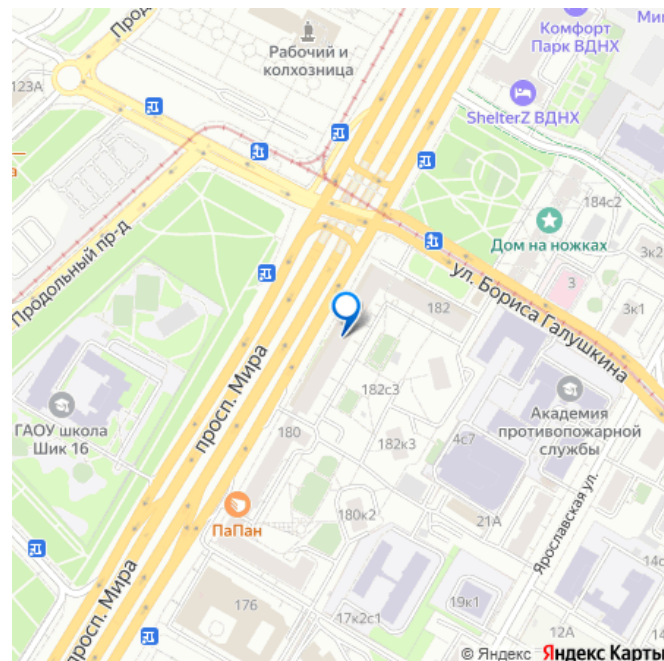 Рабочий и
колхозница
Комфорт
Парк ВДНХ
123А
ShelterZ ВДНХ
184с2
Дом на ножках
3к2
3
3к1
Продольный пр-д
ул. Бориса Галушкина
182
просп. Мира
182с3
ГАОУ школа
Шик 16
180
182к3
4с7
Академия
противопожарной
службы
ПаПан
180к2
21А
Ярославская ул.
просп. Мира
176
17к2с1
19к1
12А
© Яндекс Яндекс Карты